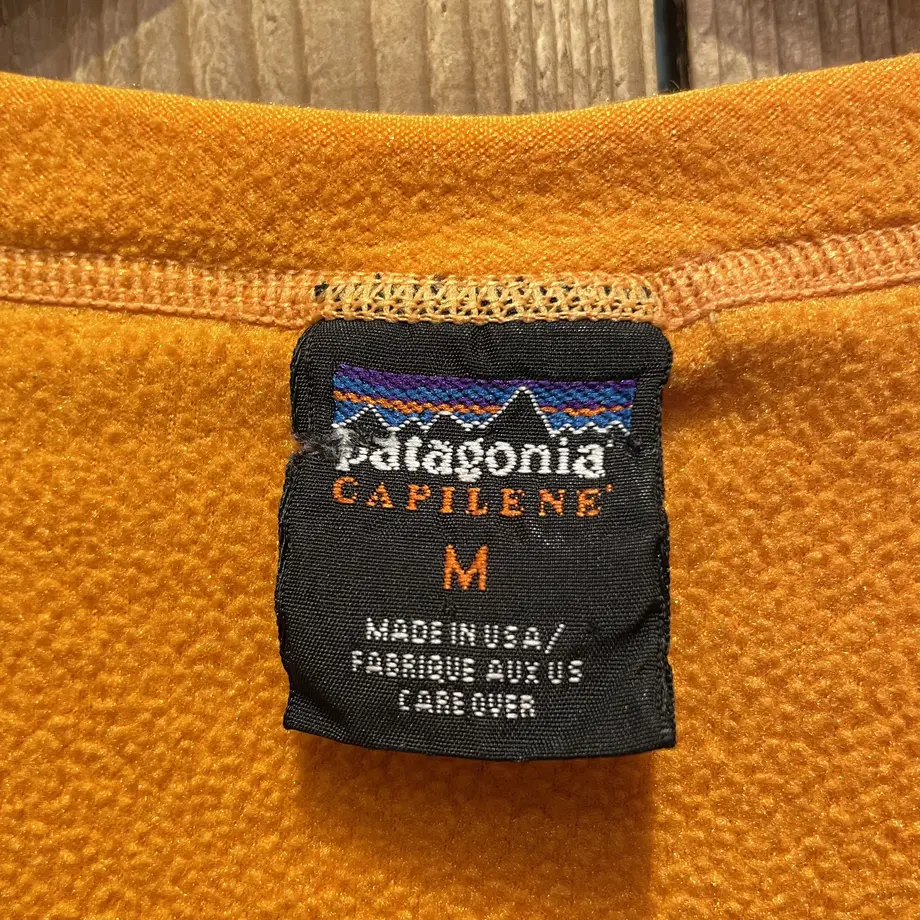 patagonia®
CAPILENE®
M
MADE IN USA/
FABRIQUE AUX US
CARE OVER